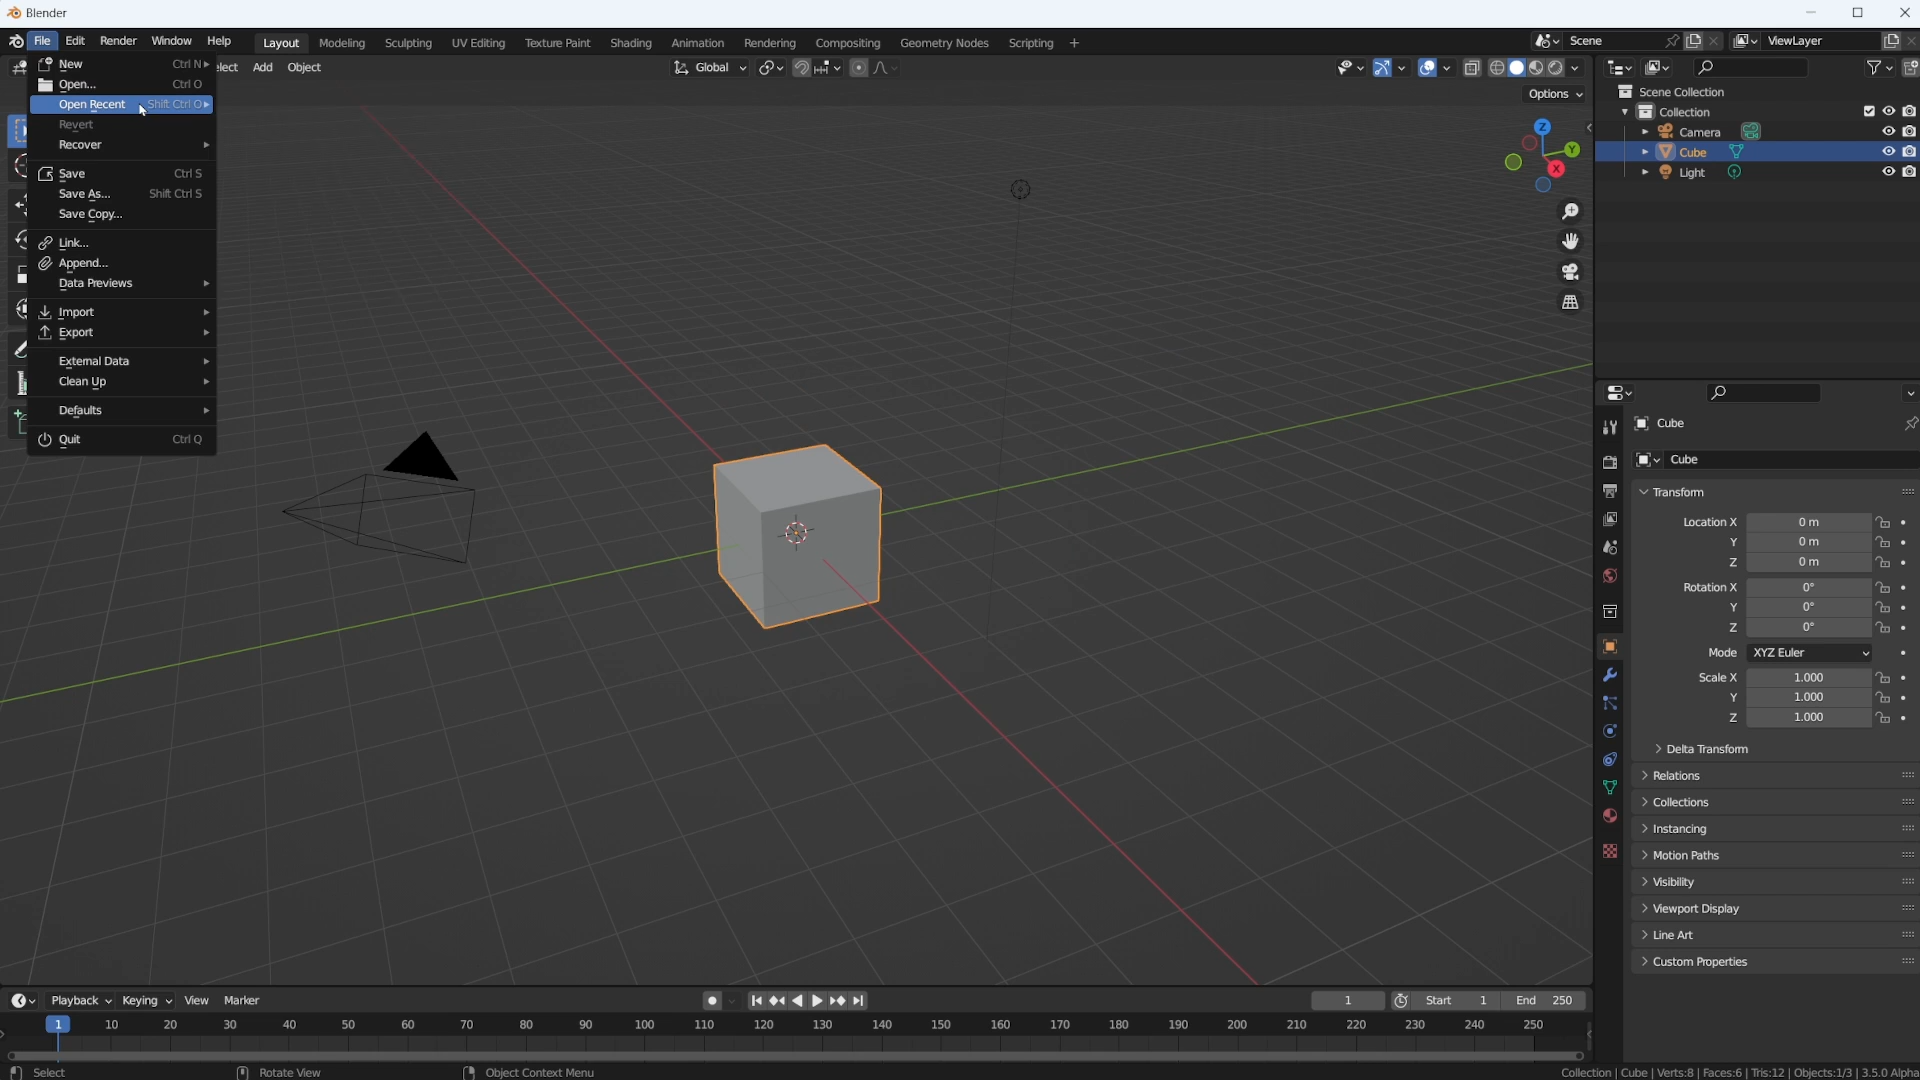 Blender
File Edit Render Window Help Layout Modeling Sculpting UV Editing Texture Paint Shading Animation Rendering Compositing Geometry Nodes Scripting + Scene ViewLayer
New Ctrl N
Open... Ctrl O
Open Recent Shift Ctrl O
Revert
Recover
Save Ctrl S
Save As... Shift Ctrl S
Save Copy...
Link...
Append...
Data Previews
Import
Export
External Data
Clean Up
Defaults
Quit Ctrl Q
lect Add Object Global
Options
Z
Y
X
Scene Collection
Collection
Camera
Cube
Light
Cube
Cube
Transform
Location X 0 m
Y 0 m
Z 0 m
Rotation X 0°
Y 0°
Z 0°
Mode XYZ Euler
Scale X 1.000
Y 1.000
Z 1.000
Delta Transform
Relations
Collections
Instancing
Motion Paths
Visibility
Viewport Display
Line Art
Custom Properties
Playback Keying View Marker 1 Start 1 End 250
1 10 20 30 40 50 60 70 80 90 100 110 120 130 140 150 160 170 180 190 200 210 220 230 240 250
Select Rotate View Object Context Menu Collection | Cube | Verts:8 | Faces:6 | Tris:12 | Objects:1/3 | 3.5.0 Alpha